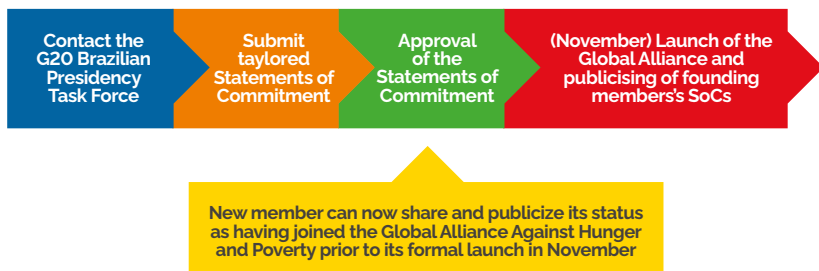 Contact the
G20 Brazilian
Presidency
Task Force
Submit
taylored
Statements of
Commitment
Approval
of the
Statements of
Commitment
(November) Launch of the
Global Alliance and
publicising of founding
members's SoCs
New member can now share and publicize its status
as having joined the Global Alliance Against Hunger
and Poverty prior to its formal launch in November